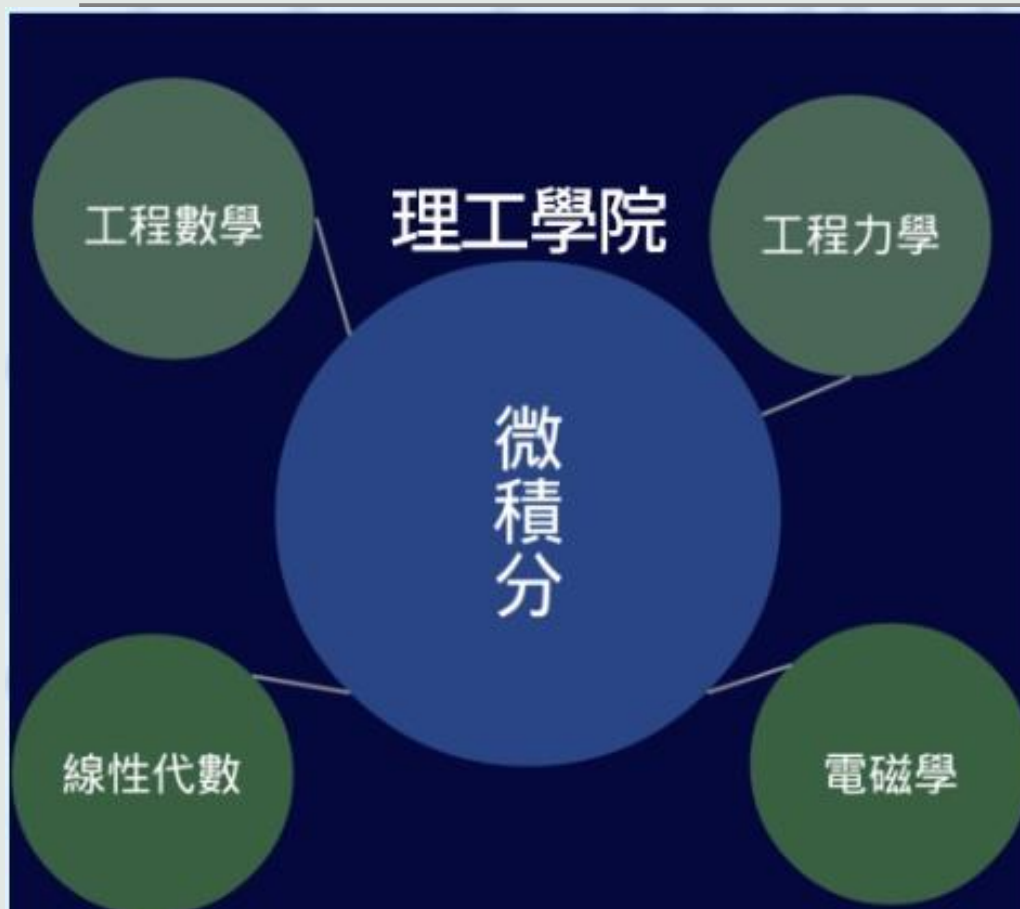 理工學院
工程數學
工程力學
微積分
線性代數
電磁學